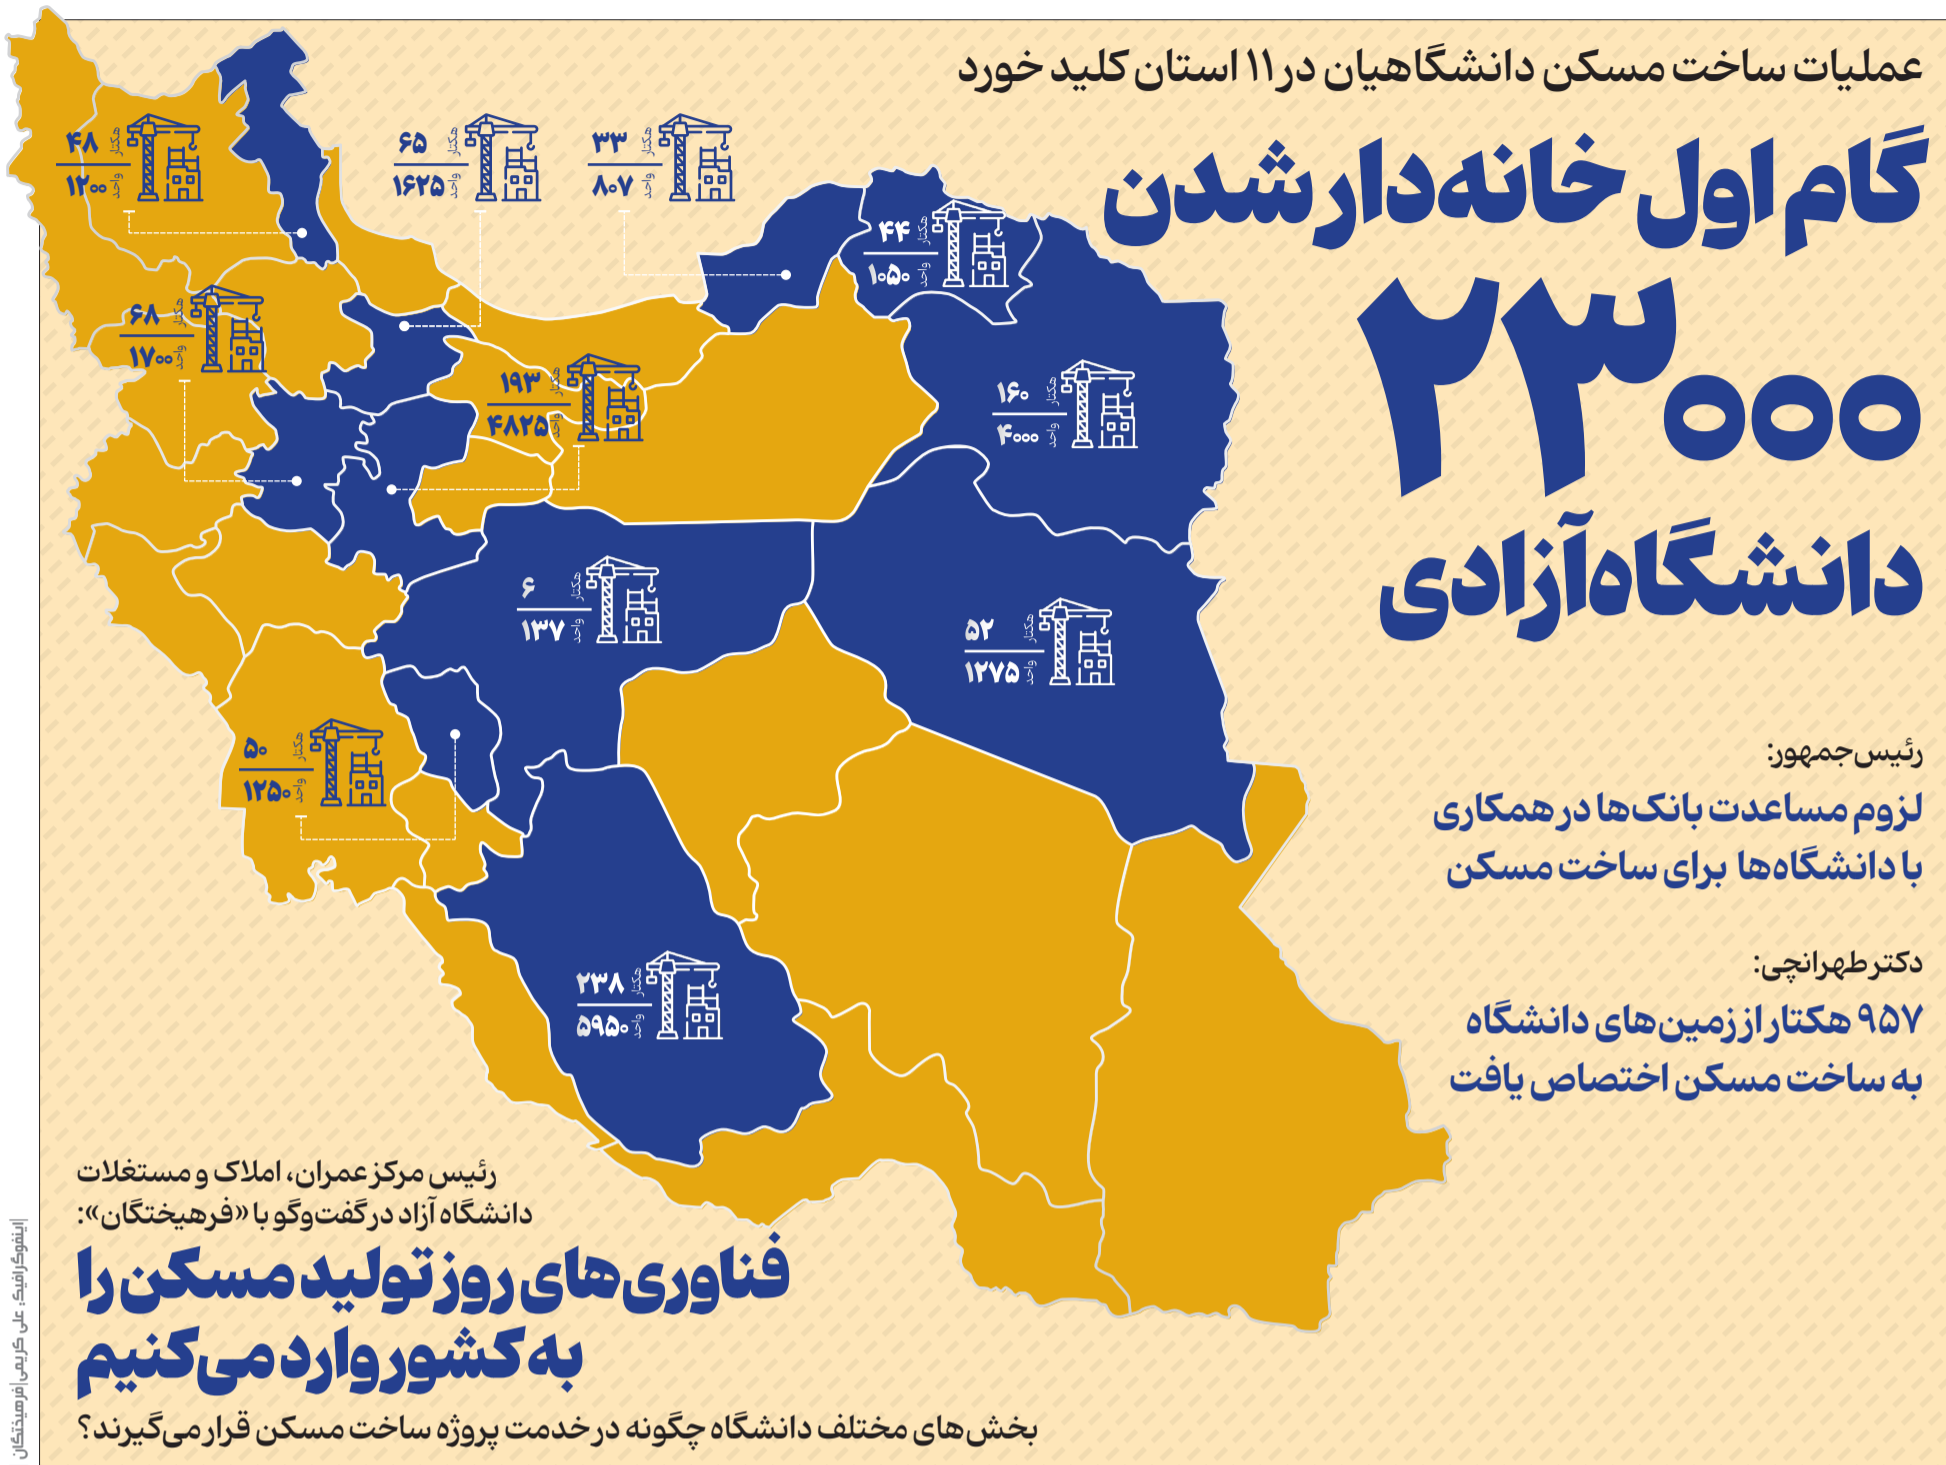 عملیات ساخت مسکن دانشگاهیان در ۱۱ استان کلید خورد
گام اول خانه‌دار شدن
۲۳۰۰۰
دانشگاه آزادی
رئیس‌جمهور:
لزوم مساعدت بانک‌ها در همکاری
با دانشگاه‌ها برای ساخت مسکن
دکتر طهرانچی:
۹۵۷ هکتار از زمین‌های دانشگاه
به ساخت مسکن اختصاص یافت
۳۳ هکتار
۸۰۷ واحد
۶۵ هکتار
۱۶۲۵ واحد
۴۸ هکتار
۱۲۰۰ واحد
۴۴ هکتار
۱۰۵۰ واحد
۶۸ هکتار
۱۷۰۰ واحد
۱۹۳ هکتار
۴۸۲۵ واحد
۱۶۰ هکتار
۴۰۰۰ واحد
۶ هکتار
۱۳۷ واحد
۵۲ هکتار
۱۲۷۵ واحد
۵۰ هکتار
۱۲۵۰ واحد
۲۳۸ هکتار
۵۹۵۰ واحد
رئیس مرکز عمران، املاک و مستغلات
دانشگاه آزاد در گفت‌وگو با «فرهیختگان»:
فناوری‌های روز تولید مسکن را
به کشور وارد می‌کنیم
بخش‌های مختلف دانشگاه چگونه در خدمت پروژه ساخت مسکن قرار می‌گیرند؟
|اینفوگرافیک: علی کریمی|فرهیختگان